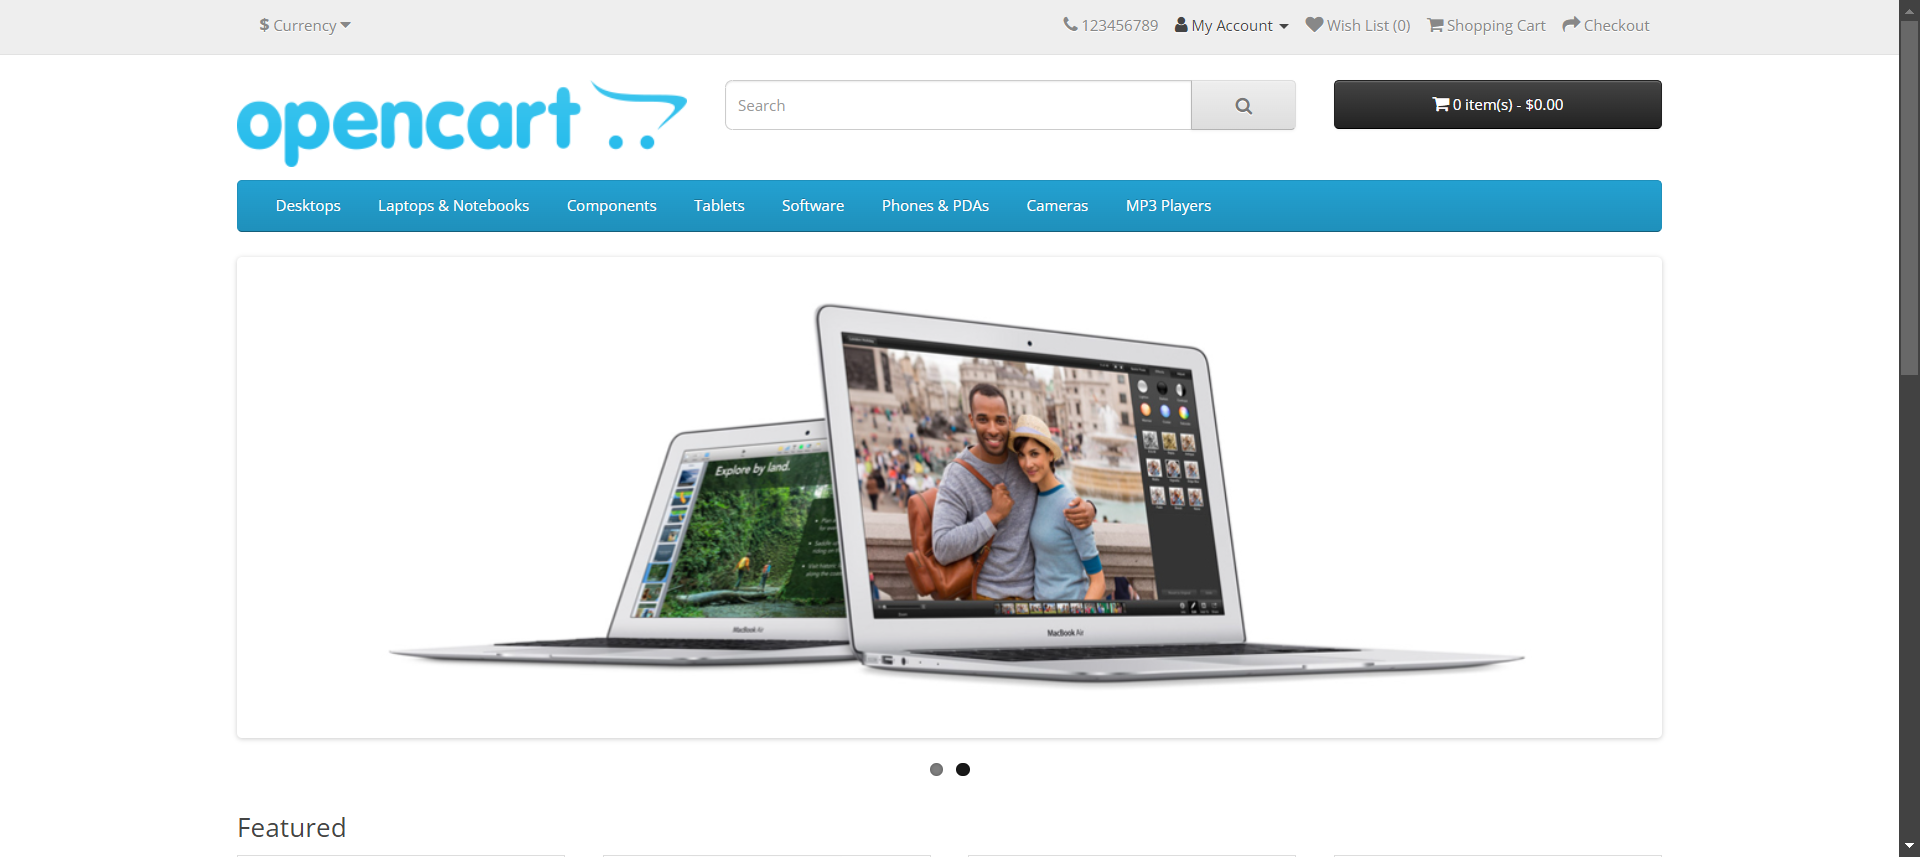 $ Currency
123456789 My Account Wish List (0) Shopping Cart Checkout
opencart
Search
0 item(s) - $0.00
Desktops Laptops & Notebooks Components Tablets Software Phones & PDAs Cameras MP3 Players
Explore by land.
MacBook Air
MacBook Air
Featured